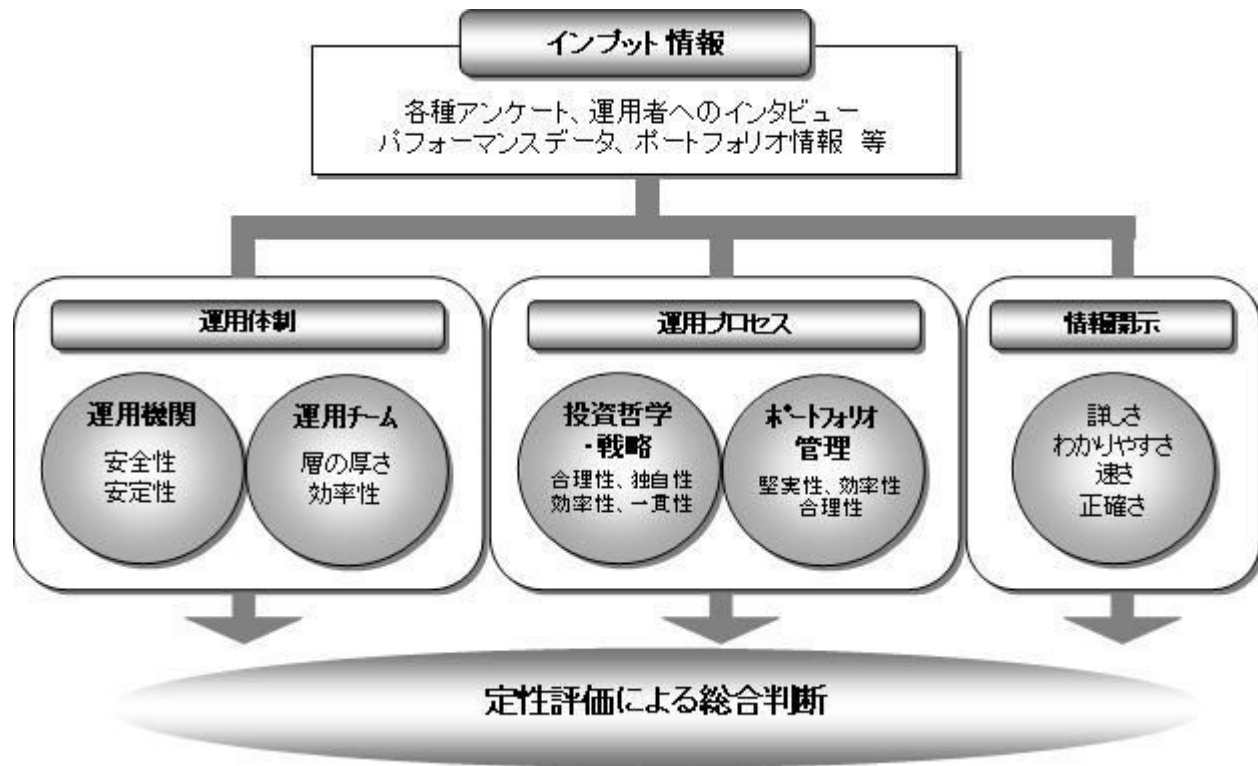 インプット情報
各種アンケート、運用者へのインタビュー
パフォーマンスデータ、ポートフォリオ情報 等
運用体制
運用機関
安全性
安定性
運用チーム
層の厚さ
効率性
運用プロセス
投資哲学
・戦略
合理性、独自性
効率性、一貫性
ポートフォリオ
管理
堅実性、効率性
合理性
情報開示
詳しさ
わかりやすさ
速さ
正確さ
定性評価による総合判断